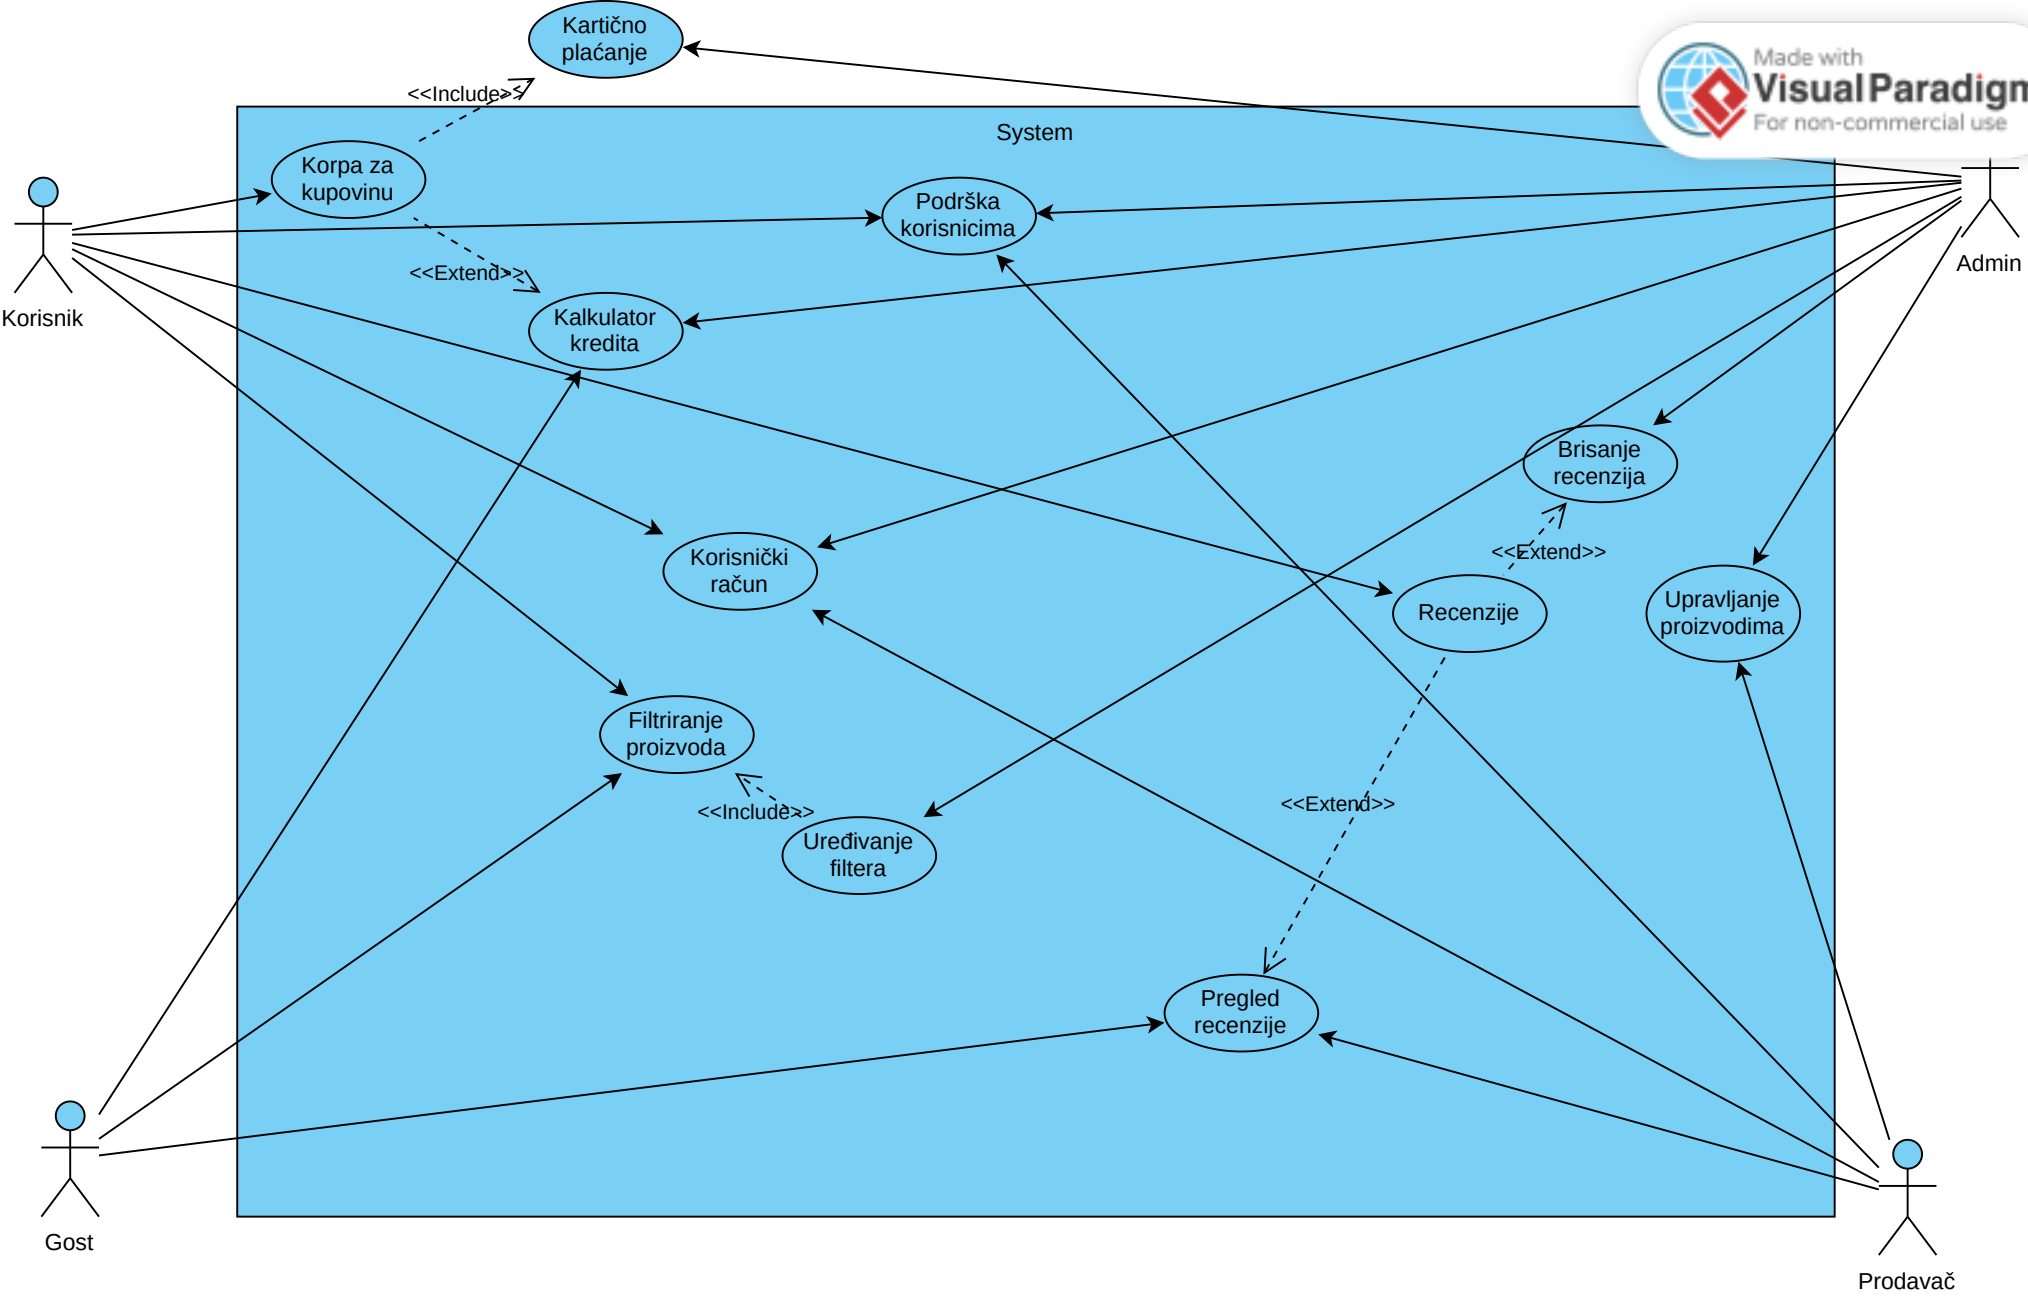 Kartično
plaćanje
Made with
Visual Paradigm
For non-commercial use
<<Include>>
System
Korpa za
kupovinu
Podrška
korisnicima
Admin
<<Extend>>
Korisnik
Kalkulator
kredita
Brisanje
recenzija
<<Extend>>
Korisnički
račun
Recenzije
Upravljanje
proizvodima
Filtriranje
proizvoda
<<Include>>
<<Extend>>
Uređivanje
filtera
Pregled
recenzije
Gost
Prodavač